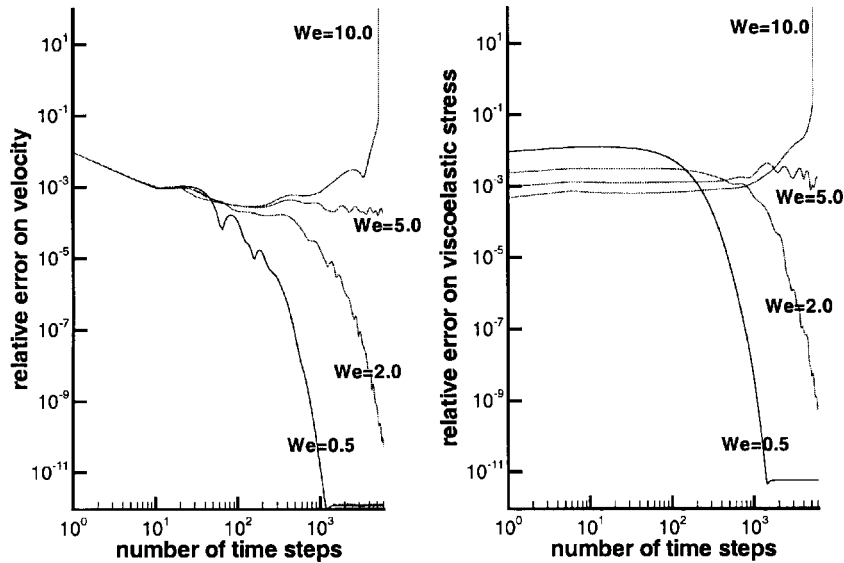 relative error on velocity
10^1
10^-1
10^-3
10^-5
10^-7
10^-9
10^-11
We=10.0
We=5.0
We=2.0
We=0.5
10^0
10^1
10^2
10^3
number of time steps
relative error on viscoelastic stress
10^1
10^-1
10^-3
10^-5
10^-7
10^-9
10^-11
We=10.0
We=5.0
We=2.0
We=0.5
10^0
10^1
10^2
10^3
number of time steps